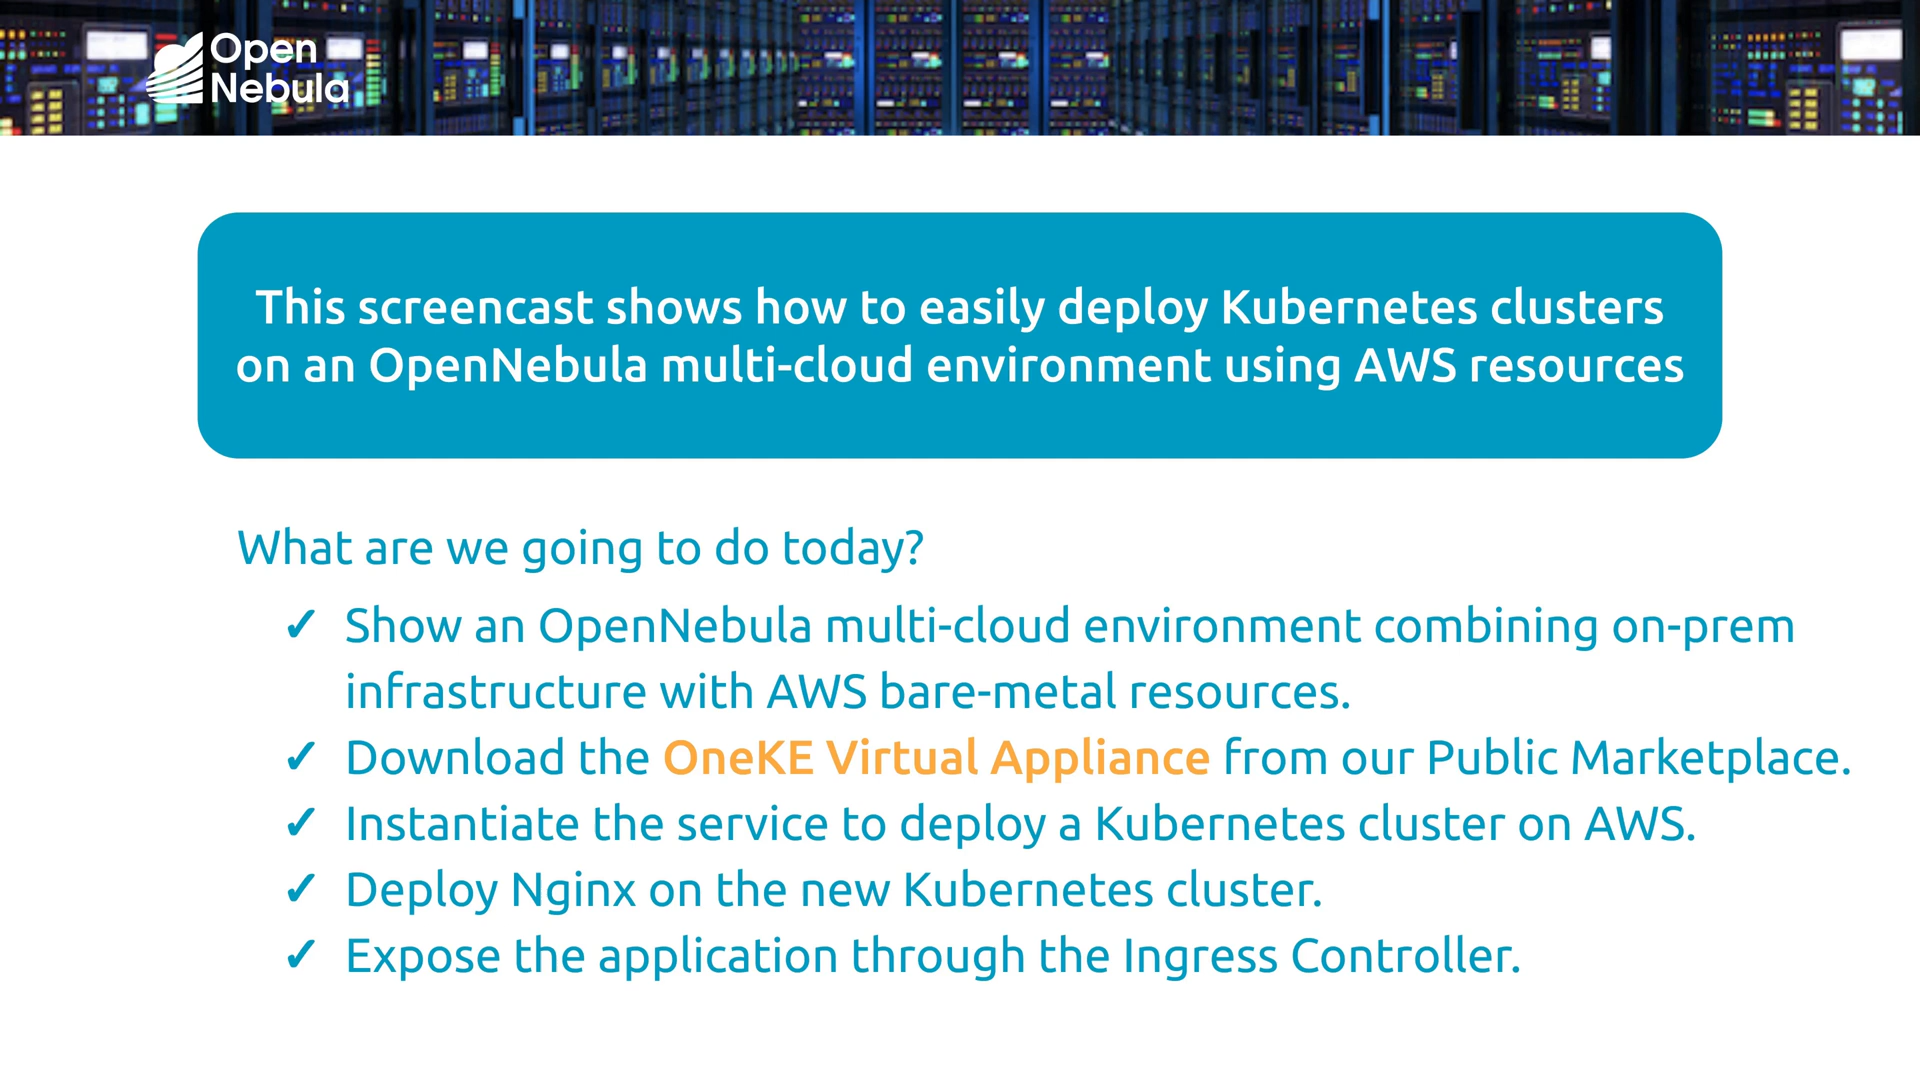 Open
Nebula
This screencast shows how to easily deploy Kubernetes clusters
on an OpenNebula multi-cloud environment using AWS resources
What are we going to do today?
✓ Show an OpenNebula multi-cloud environment combining on-prem
infrastructure with AWS bare-metal resources.
✓ Download the OneKE Virtual Appliance from our Public Marketplace.
✓ Instantiate the service to deploy a Kubernetes cluster on AWS.
✓ Deploy Nginx on the new Kubernetes cluster.
✓ Expose the application through the Ingress Controller.